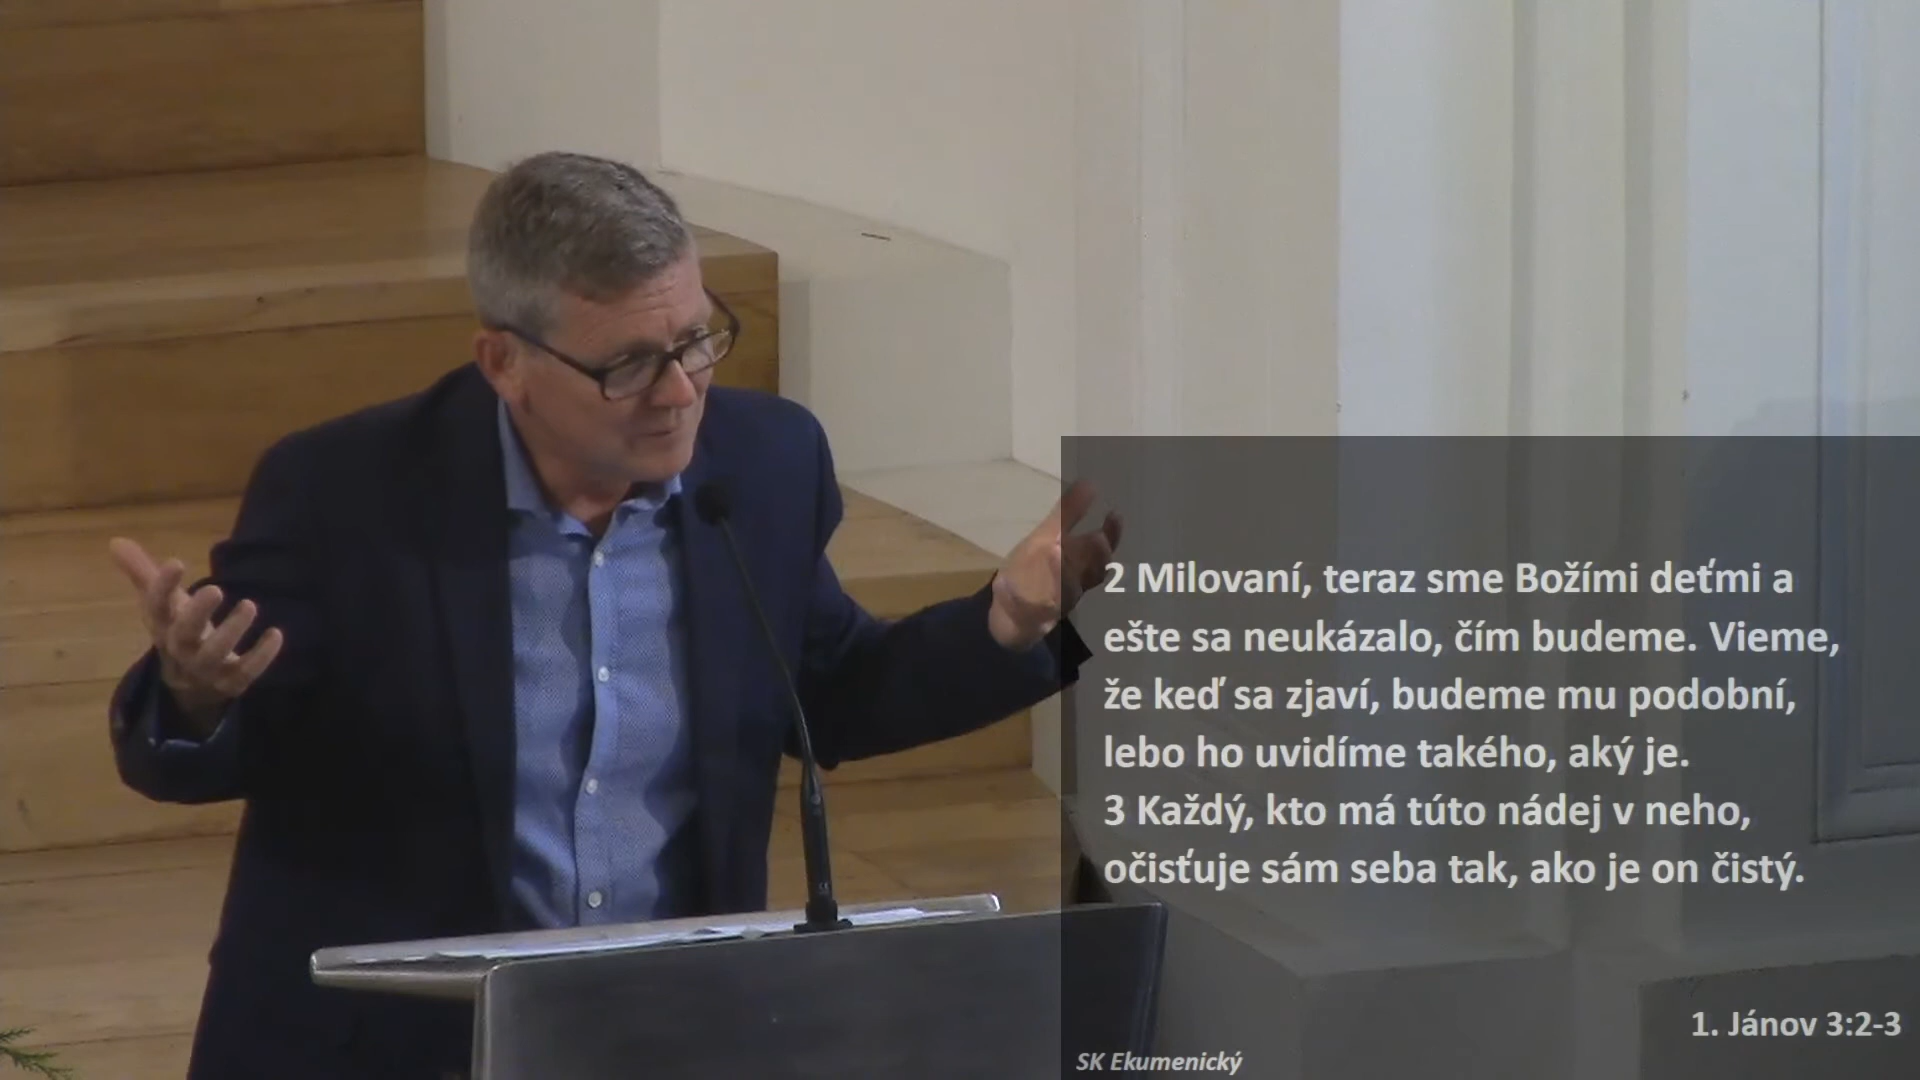 2 Milovaní, teraz sme Božími deťmi a
ešte sa neukázalo, čím budeme. Vieme,
že keď sa zjaví, budeme mu podobní,
lebo ho uvidíme takého, aký je.
3 Každý, kto má túto nádej v neho,
očisťuje sám seba tak, ako je on čistý.
1. Jánov 3:2-3
SK Ekumenický